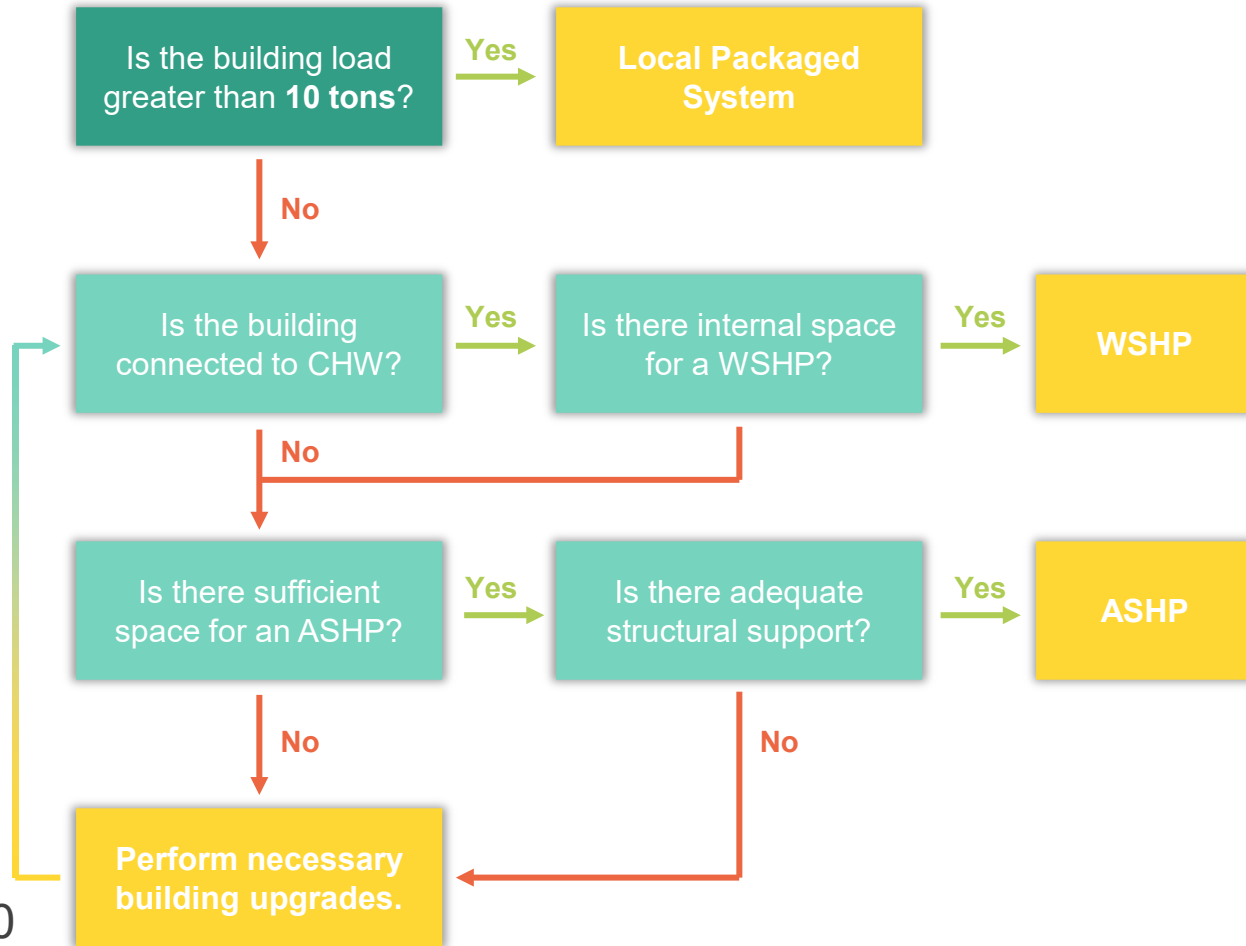 Is the building load
greater than 10 tons?
Yes
Local Packaged
System
No
Is the building
connected to CHW?
Yes
Is there internal space
for a WSHP?
Yes
WSHP
No
Is there sufficient
space for an ASHP?
Yes
Is there adequate
structural support?
Yes
ASHP
No
No
Perform necessary
building upgrades.
0